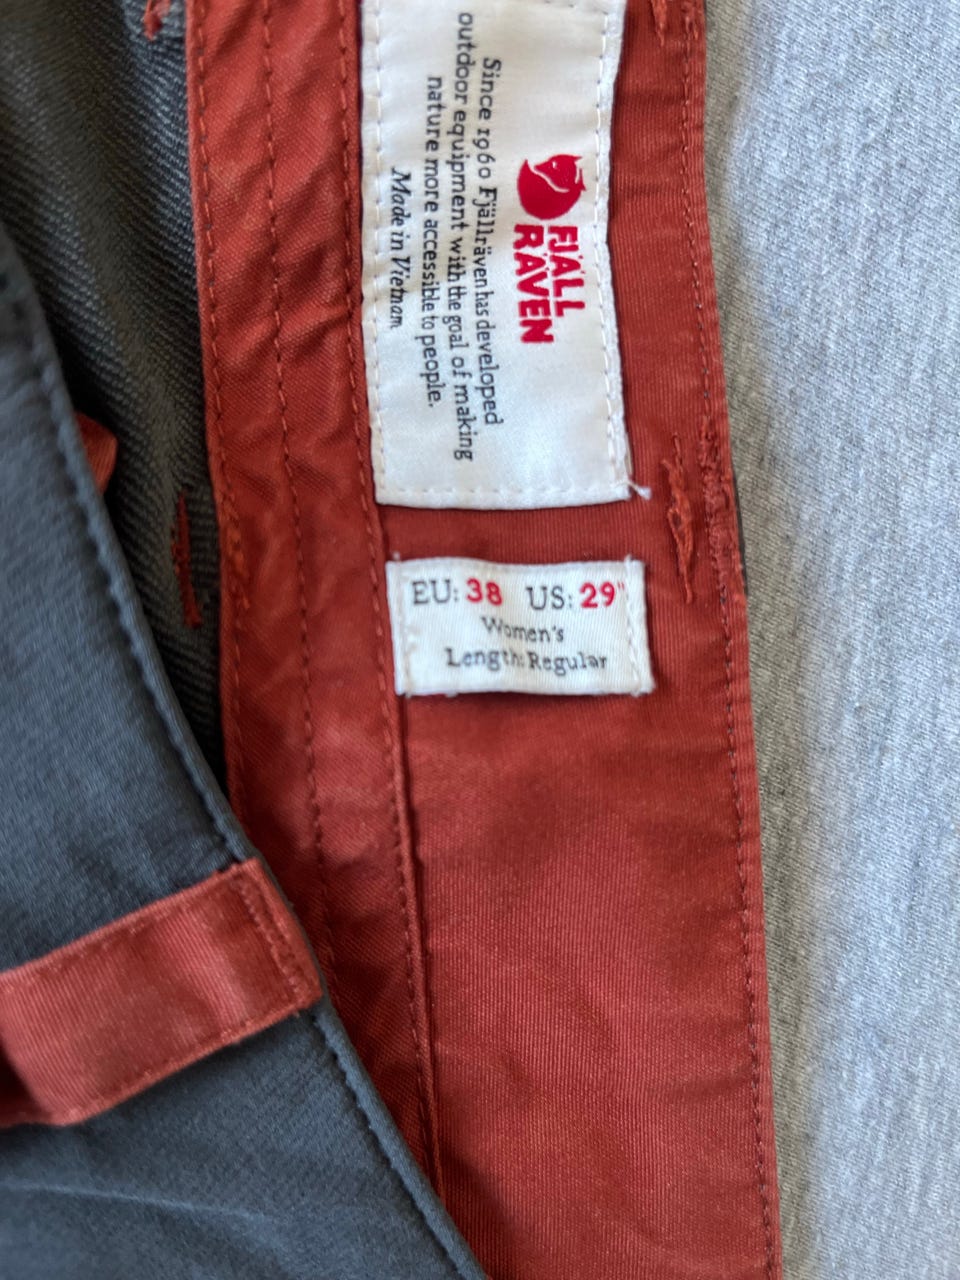 FJÄLL
RÄVEN
Since 1960 Fjällräven has developed
outdoor equipment with the goal of making
nature more accessible to people.
Made in Vietnam
EU: 38 US: 29"
Women's
Length: Regular